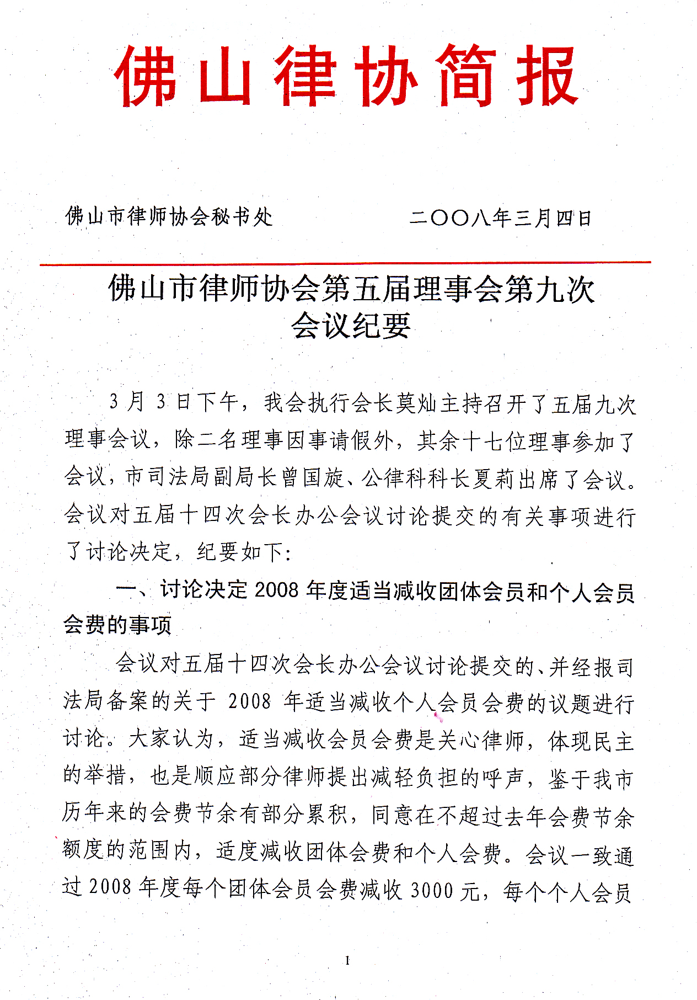 佛山律协简报
佛山市律师协会秘书处 二〇〇八年三月四日
佛山市律师协会第五届理事会第九次
会议纪要
3月3日下午，我会执行会长莫灿主持召开了五届九次
理事会议，除二名理事因事请假外，其余十七位理事参加了
会议，市司法局副局长曾国旋、公律科科长夏莉出席了会议。
会议对五届十四次会长办公会议讨论提交的有关事项进行
了讨论决定，纪要如下：
一、讨论决定2008年度适当减收团体会员和个人会员
会费的事项
会议对五届十四次会长办公会议讨论提交的、并经报司
法局备案的关于 2008 年适当减收个人会员会费的议题进行
讨论。大家认为，适当减收会员会费是关心律师，体现民主
的举措，也是顺应部分律师提出减轻负担的呼声，鉴于我市
历年来的会费节余有部分累积，同意在不超过去年会费节余
额度的范围内，适度减收团体会费和个人会费。会议一致通
过2008年度每个团体会员会费减收3000元，每个个人会员
1